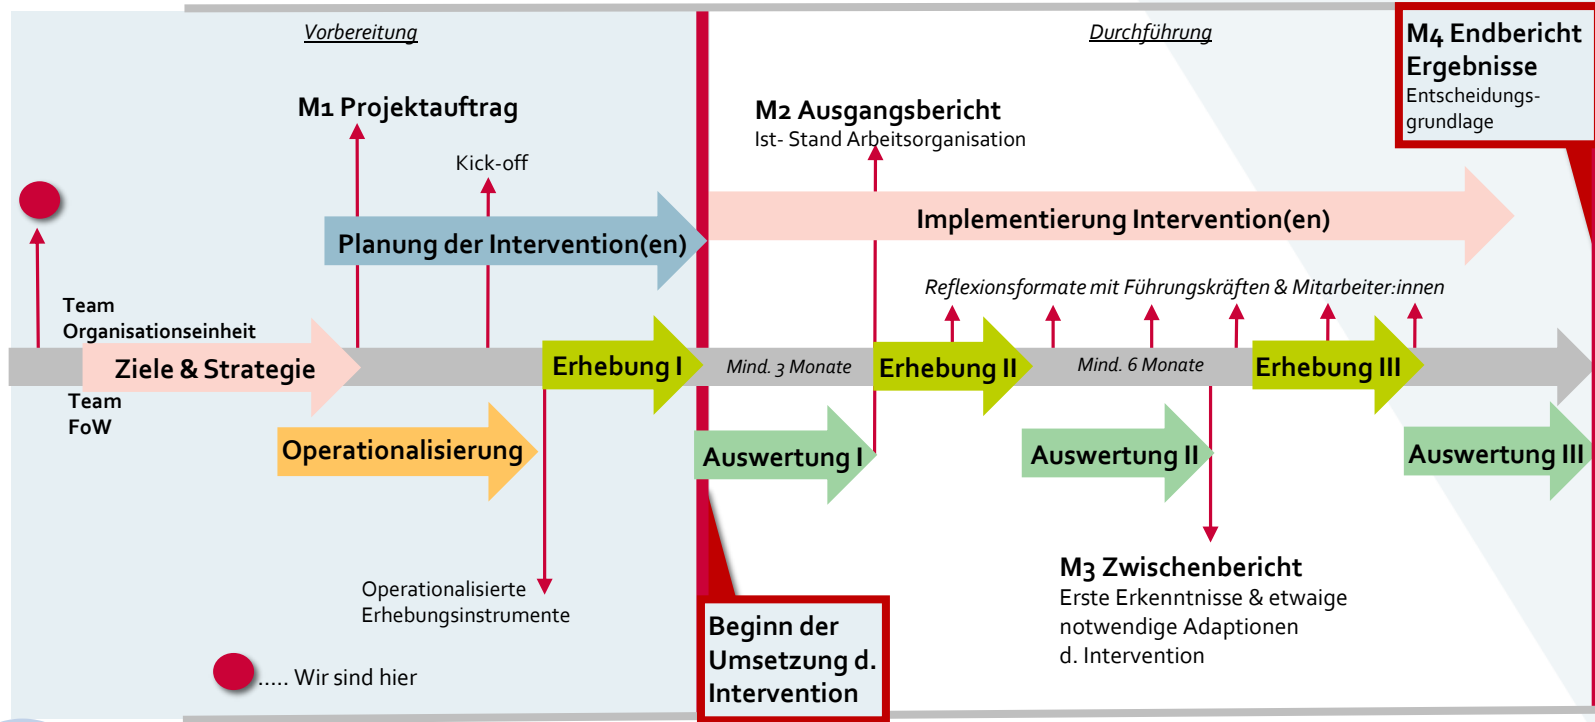 Vorbereitung
Durchführung
M4 Endbericht
Ergebnisse
Entscheidungs-
grundlage
M1 Projektauftrag
M2 Ausgangsbericht
Ist- Stand Arbeitsorganisation
Kick-off
Planung der Intervention(en)
Implementierung Intervention(en)
Reflexionsformate mit Führungskräften & Mitarbeiter:innen
Team
Organisationseinheit
Ziele & Strategie
Erhebung I
Mind. 3 Monate
Erhebung II
Mind. 6 Monate
Erhebung III
Team
FoW
Operationalisierung
Auswertung I
Auswertung II
Auswertung III
Operationalisierte
Erhebungsinstrumente
M3 Zwischenbericht
Erste Erkenntnisse & etwaige
notwendige Adaptionen
d. Intervention
Beginn der
Umsetzung d.
Intervention
..... Wir sind hier